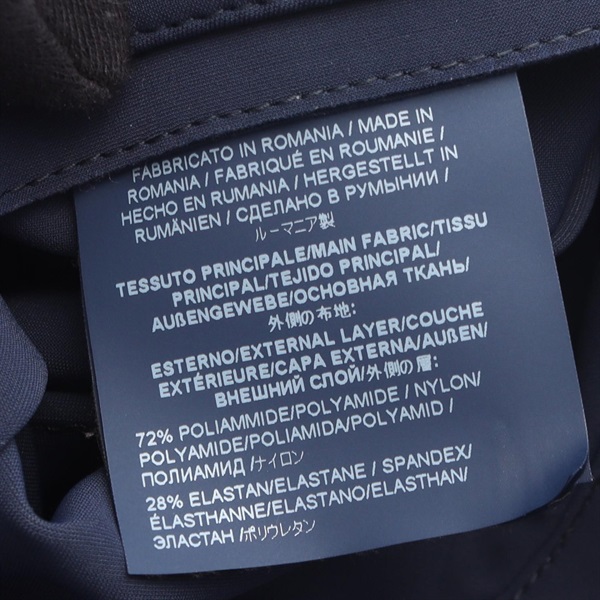 FABBRICATO IN ROMANIA / MADE IN
ROMANIA / FABRIQUÉ EN ROUMANIE /
HECHO EN RUMANÍA / HERGESTELLT IN
RUMÄNIEN / СДЕЛАНО В РУМЫНИИ /
ルーマニア製
TESSUTO PRINCIPALE/MAIN FABRIC/TISSU
PRINCIPAL/TEJIDO PRINCIPAL/
AUßENGEWEBE/ОСНОВНАЯ ТКАНЬ/
外側の布地:
ESTERNO/EXTERNAL LAYER/COUCHE
EXTÉRIEURE/CAPA EXTERNA/AUßEN/
ВНЕШНИЙ СЛОЙ/外側の層:
72% POLIAMMIDE/POLYAMIDE / NYLON/
POLYAMIDE/POLIAMIDA/POLYAMID /
ПОЛИАМИД /ナイロン
28% ELASTAN/ELASTANE / SPANDEX/
ÉLASTHANNE/ELASTANO/ELASTHAN/
ЭЛАСТАН /ポリウレタン